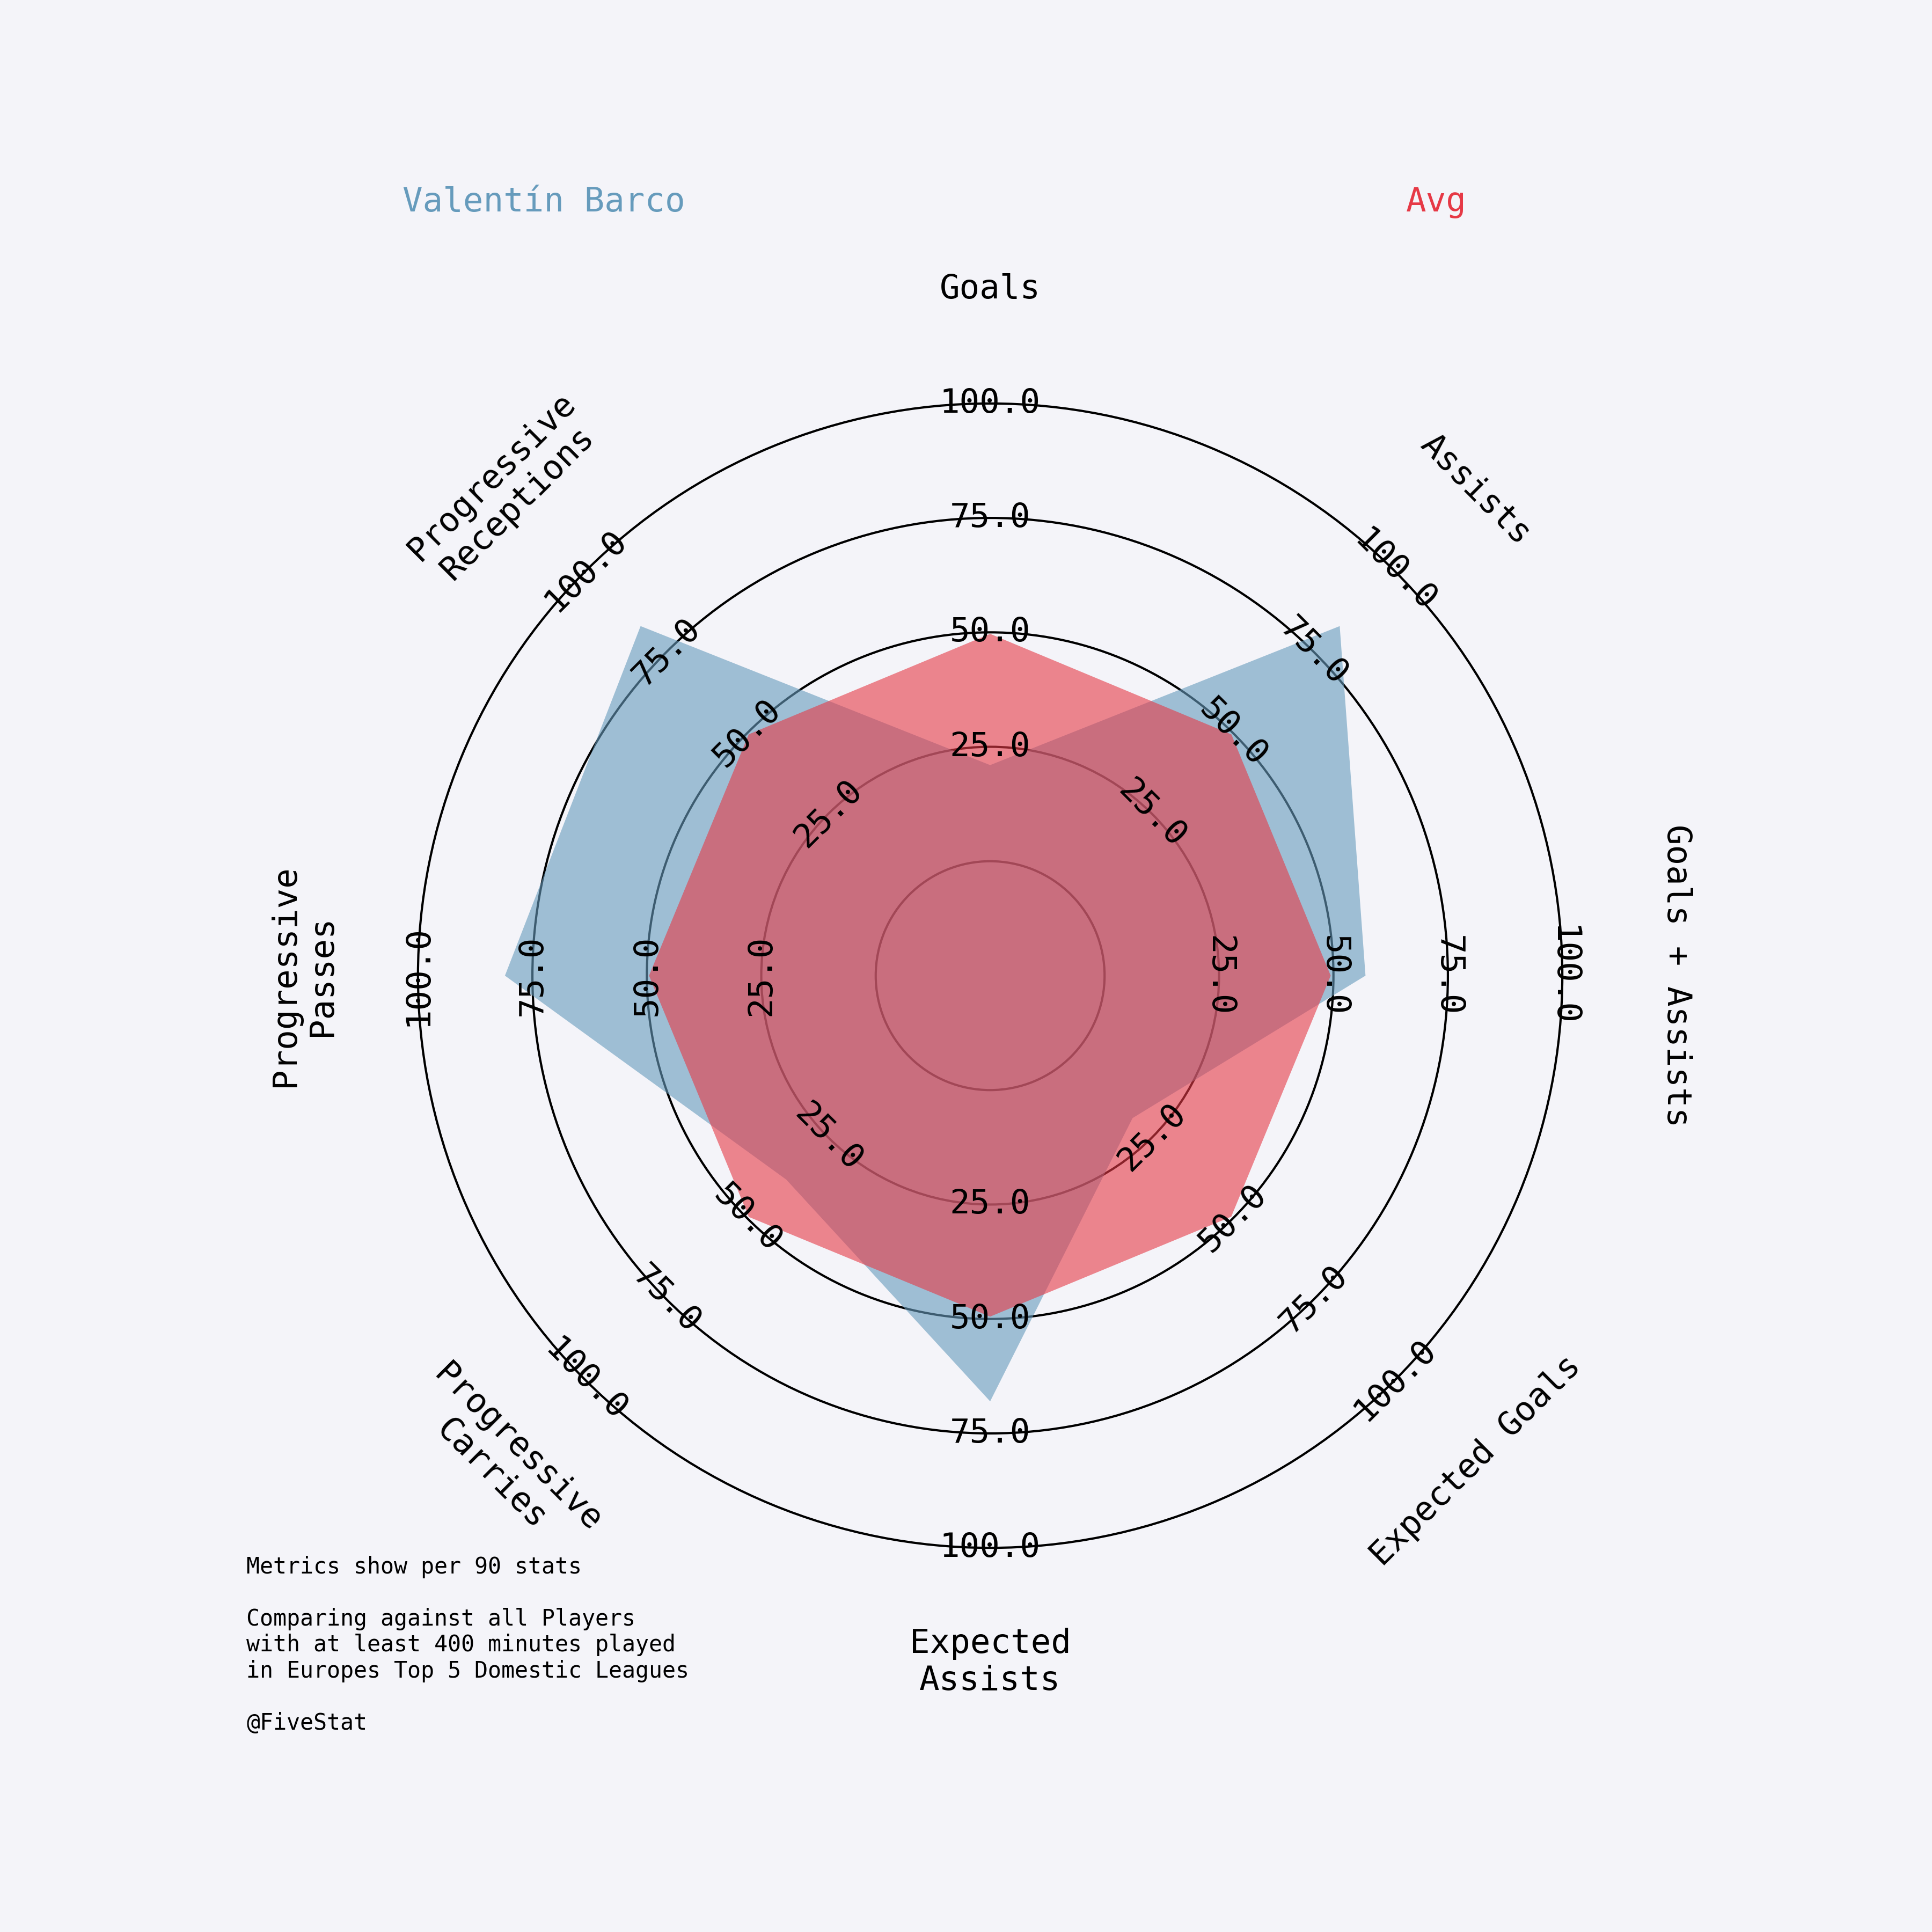 Valentín Barco
Avg
Goals
Assists
Goals + Assists
Expected Goals
Expected
Assists
Progressive
Carries
Progressive
Passes
Progressive
Receptions
25.0
50.0
75.0
100.0
25.0
50.0
75.0
100.0
25.0
50.0
75.0
100.0
25.0
50.0
75.0
100.0
25.0
50.0
75.0
100.0
25.0
50.0
75.0
100.0
25.0
50.0
75.0
100.0
25.0
50.0
75.0
100.0
Metrics show per 90 stats
Comparing against all Players
with at least 400 minutes played
in Europes Top 5 Domestic Leagues
@FiveStat